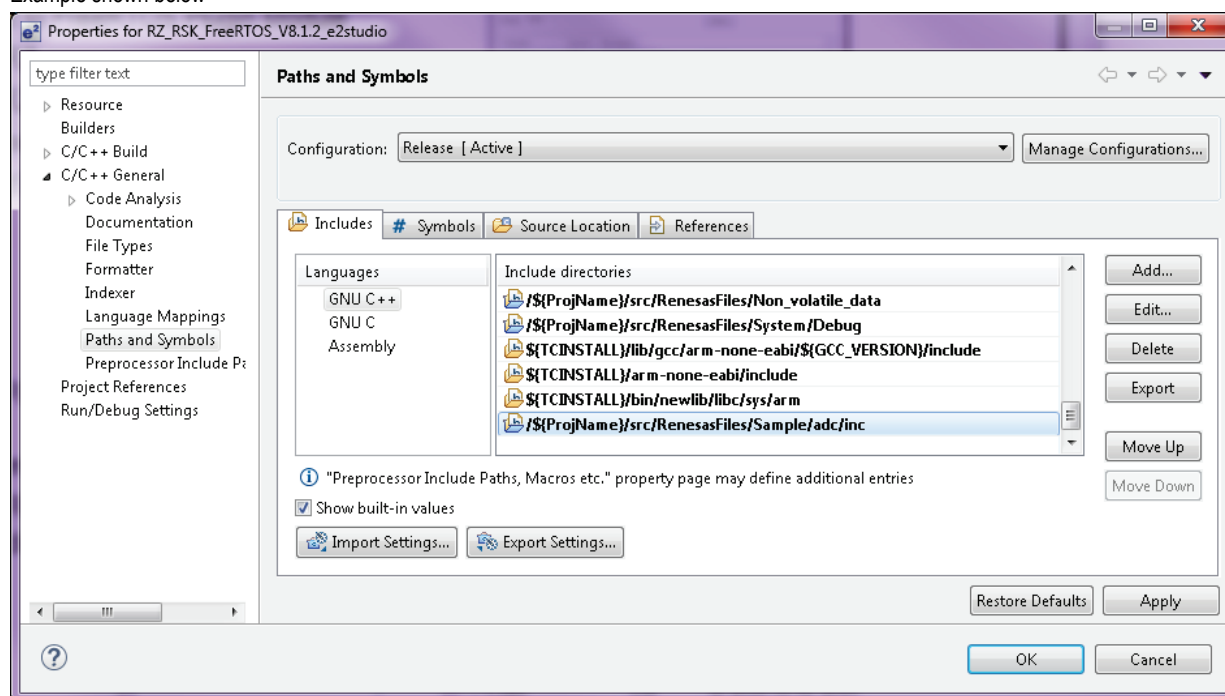 Example shown below
e² Properties for RZ_RSK_FreeRTOS_V8.1.2_e2studio
type filter text
Resource
Builders
C/C++ Build
C/C++ General
Code Analysis
Documentation
File Types
Formatter
Indexer
Language Mappings
Paths and Symbols
Preprocessor Include Pa
Project References
Run/Debug Settings
Paths and Symbols
Configuration: Release [ Active ] Manage Configurations...
Includes # Symbols Source Location References
Languages
GNU C++
GNU C
Assembly
Include directories
/${ProjName}/src/RenesasFiles/Non_volatile_data
/${ProjName}/src/RenesasFiles/System/Debug
${TCINSTALL}/lib/gcc/arm-none-eabi/${GCC_VERSION}/include
${TCINSTALL}/arm-none-eabi/include
${TCINSTALL}/bin/newlib/libc/sys/arm
/${ProjName}/src/RenesasFiles/Sample/adc/inc
Add...
Edit...
Delete
Export
Move Up
Move Down
"Preprocessor Include Paths, Macros etc." property page may define additional entries
Show built-in values
Import Settings... Export Settings...
Restore Defaults Apply
OK Cancel